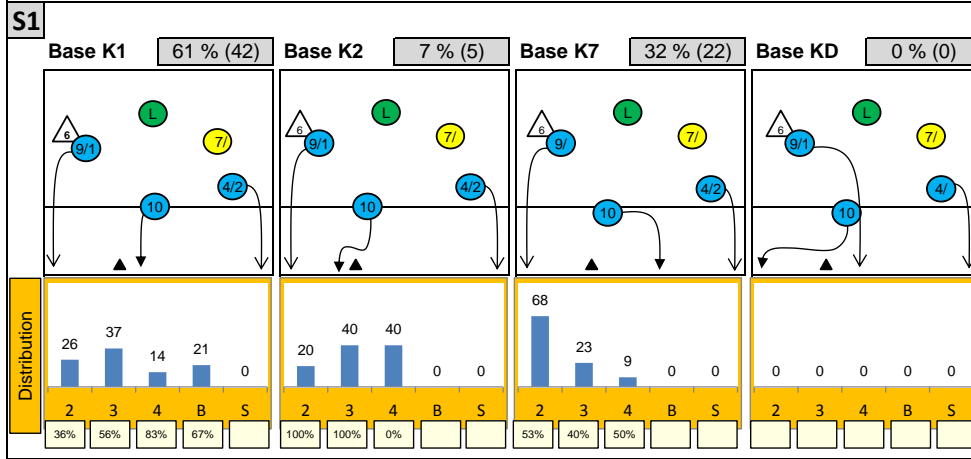 S1
Base K1 61 % (42) Base K2 7 % (5) Base K7 32 % (22) Base KD 0 % (0)
6 9/1 L 7/ 4/2 10
6 9/1 L 7/ 4/2 10
6 9/ L 7/ 4/2 10
6 9/1 L 7/ 4/ 10
Distribution
26 37 14 21 0
2 3 4 B S
36% 56% 83% 67%
20 40 40 0 0
2 3 4 B S
100% 100% 0%
68 23 9 0 0
2 3 4 B S
53% 40% 50%
0 0 0 0 0
2 3 4 B S